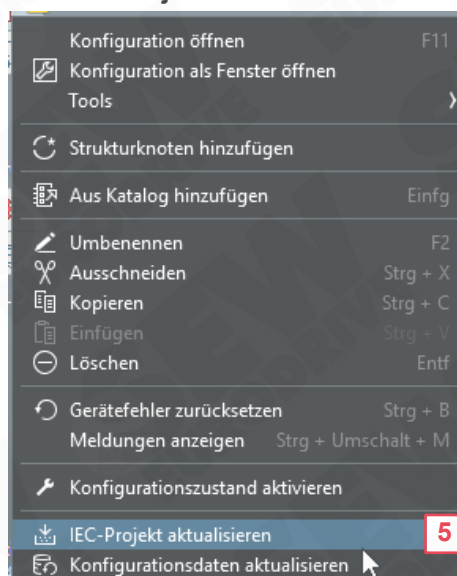 Konfiguration öffnen F11
Konfiguration als Fenster öffnen
Tools
Strukturknoten hinzufügen
Aus Katalog hinzufügen Einfg
Umbenennen F2
Ausschneiden Strg + X
Kopieren Strg + C
Einfügen Strg + V
Löschen Entf
Gerätefehler zurücksetzen Strg + B
Meldungen anzeigen Strg + Umschalt + M
Konfigurationszustand aktivieren
IEC-Projekt aktualisieren 5
Konfigurationsdaten aktualisieren